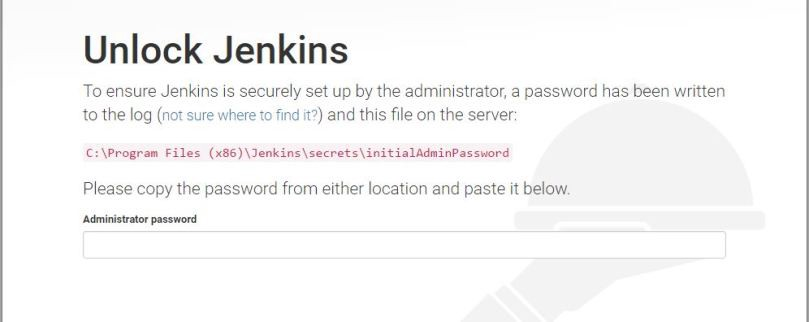 Unlock Jenkins
To ensure Jenkins is securely set up by the administrator, a password has been written
to the log (not sure where to find it?) and this file on the server:
C:\Program Files (x86)\Jenkins\secrets\initialAdminPassword
Please copy the password from either location and paste it below.
Administrator password